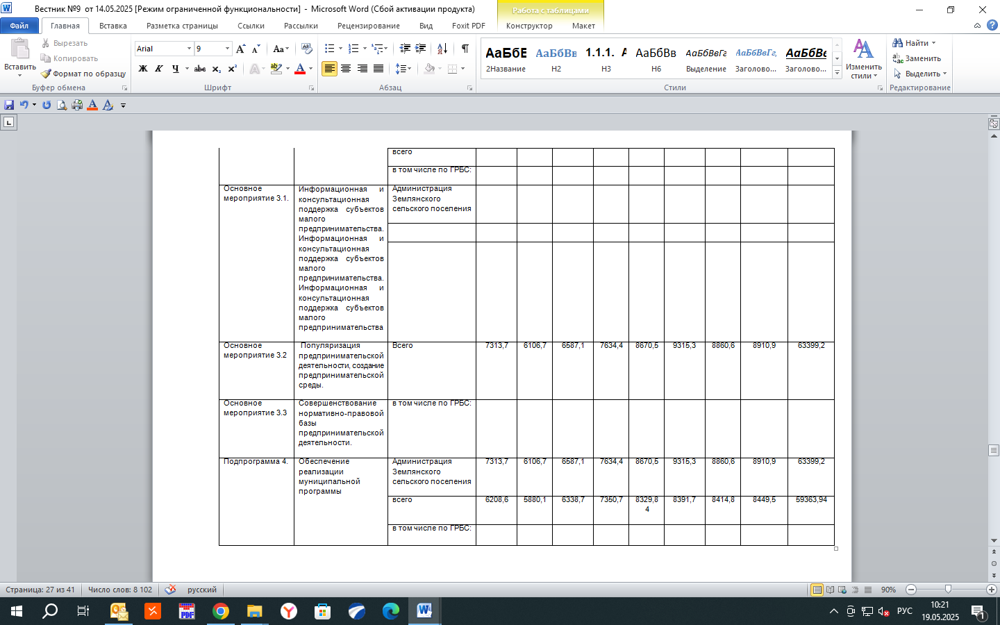 Вестник №9 от 14.05.2025 [Режим ограниченной функциональности] - Microsoft Word (Сбой активации продукта)
Работа с таблицами
Файл Главная Вставка Разметка страницы Ссылки Рассылки Рецензирование Вид Foxit PDF Конструктор Макет
Вставить
Вырезать
Копировать
Формат по образцу
Буфер обмена
Arial 9
Шрифт
Абзац
АаБбЕ АаБбВв 1.1.1. А АаБбВв АаБбВвГг АаБбВвГг, АаБбВв
2Название H2 H3 H6 Выделение Заголово... Заголово...
Стили
Изменить
стили
Найти
Заменить
Выделить
Редактирование
всего
в том числе по ГРБС:
Основное
мероприятие 3.1.
Информационная и
консультационная
поддержка субъектов
малого
предпринимательства.
Информационная и
консультационная
поддержка субъектов
малого
предпринимательства.
Информационная и
консультационная
поддержка субъектов
малого
предпринимательства
Администрация
Землянского
сельского поселения
Основное
мероприятие 3.2
Популяризация
предпринимательской
деятельности, создание
предпринимательской
среды.
Всего 7313,7 6106,7 6587,1 7634,4 8670,5 9315,3 8860,6 8910,9 63399,2
Основное
мероприятие 3.3
Совершенствование
нормативно-правовой
базы
предпринимательской
деятельности.
в том числе по ГРБС:
Подпрограмма 4.
Обеспечение
реализации
муниципальной
программы
Администрация
Землянского
сельского поселения
7313,7 6106,7 6587,1 7634,4 8670,5 9315,3 8860,6 8910,9 63399,2
всего 6208,6 5880,1 6338,7 7350,7 8329,8 8391,7 8414,8 8449,5 59363,94
4
в том числе по ГРБС:
Страница: 27 из 41 Число слов: 8 102 русский 90%
РУС
10:21
19.05.2025
1